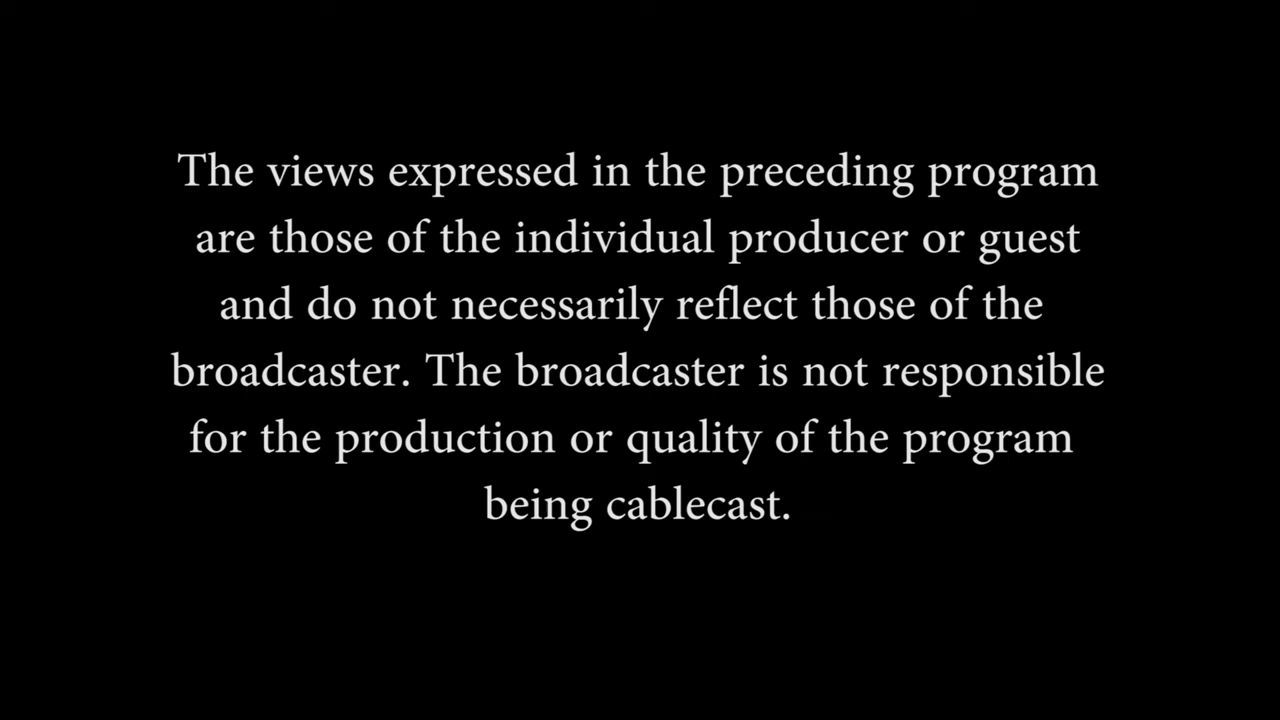 The views expressed in the preceding program
are those of the individual producer or guest
and do not necessarily reflect those of the
broadcaster. The broadcaster is not responsible
for the production or quality of the program
being cablecast.